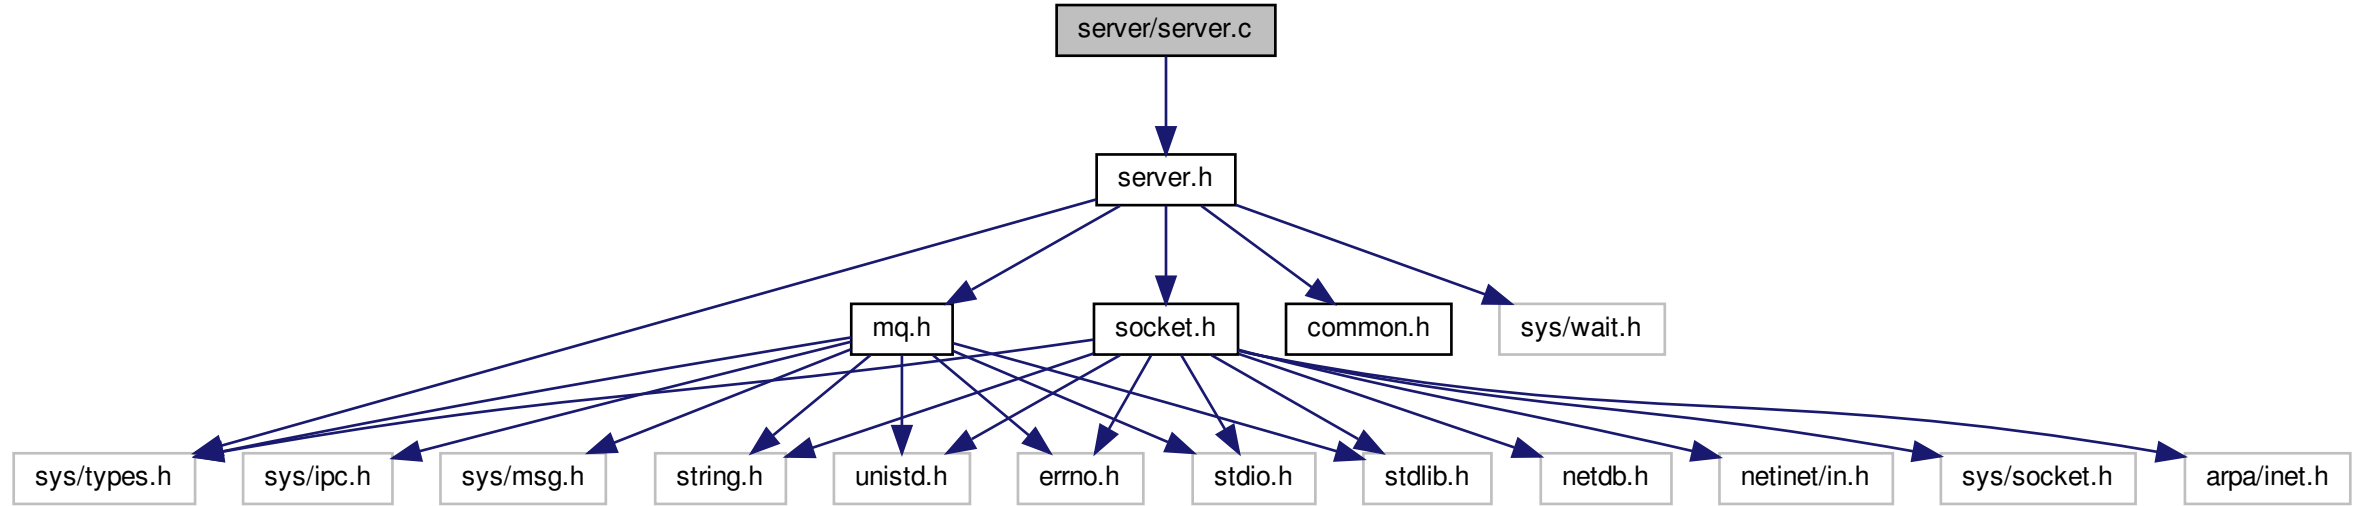 server/server.c
server.h
mq.h
socket.h
common.h
sys/wait.h
sys/types.h
sys/ipc.h
sys/msg.h
string.h
unistd.h
errno.h
stdio.h
stdlib.h
netdb.h
netinet/in.h
sys/socket.h
arpa/inet.h